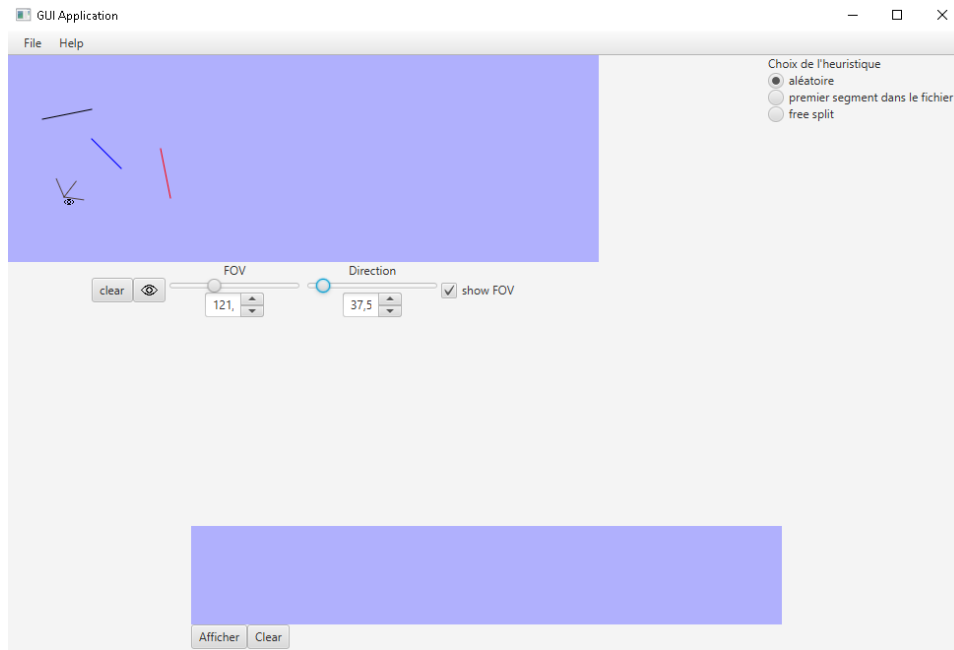 GUI Application
File Help
Choix de l'heuristique
aléatoire
premier segment dans le fichier
free split
FOV
Direction
clear
121,
37,5
show FOV
Afficher Clear